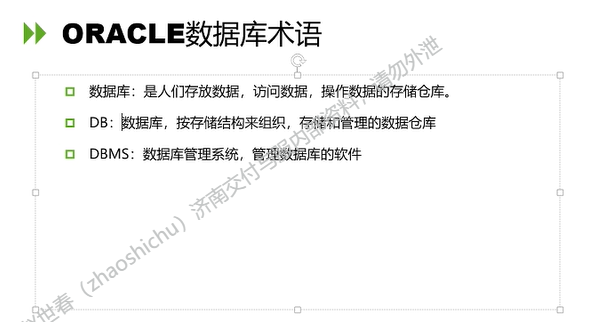 ORACLE数据库术语
数据库：是人们存放数据，访问数据，操作数据的存储仓库。
DB：数据库，按存储结构来组织，存储和管理的数据仓库
DBMS：数据库管理系统，管理数据库的软件
世春（zhaoshichu）济南交付与服内部资料，请勿外泄